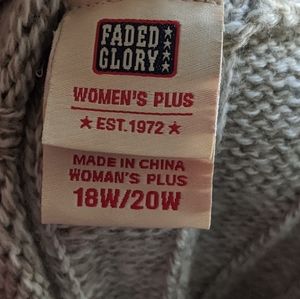 FADED
GLORY
WOMEN'S PLUS
★ EST. 1972 ★
MADE IN CHINA
WOMAN'S PLUS
18W/20W